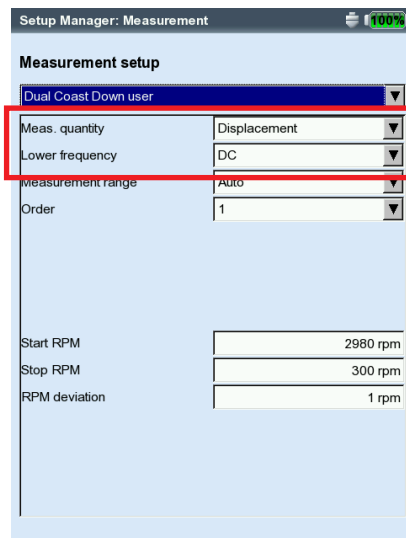 Setup Manager: Measurement 100%
Measurement setup
Dual Coast Down user
Meas. quantity Displacement
Lower frequency DC
Measurement range Auto
Order 1
Start RPM 2980 rpm
Stop RPM 300 rpm
RPM deviation 1 rpm